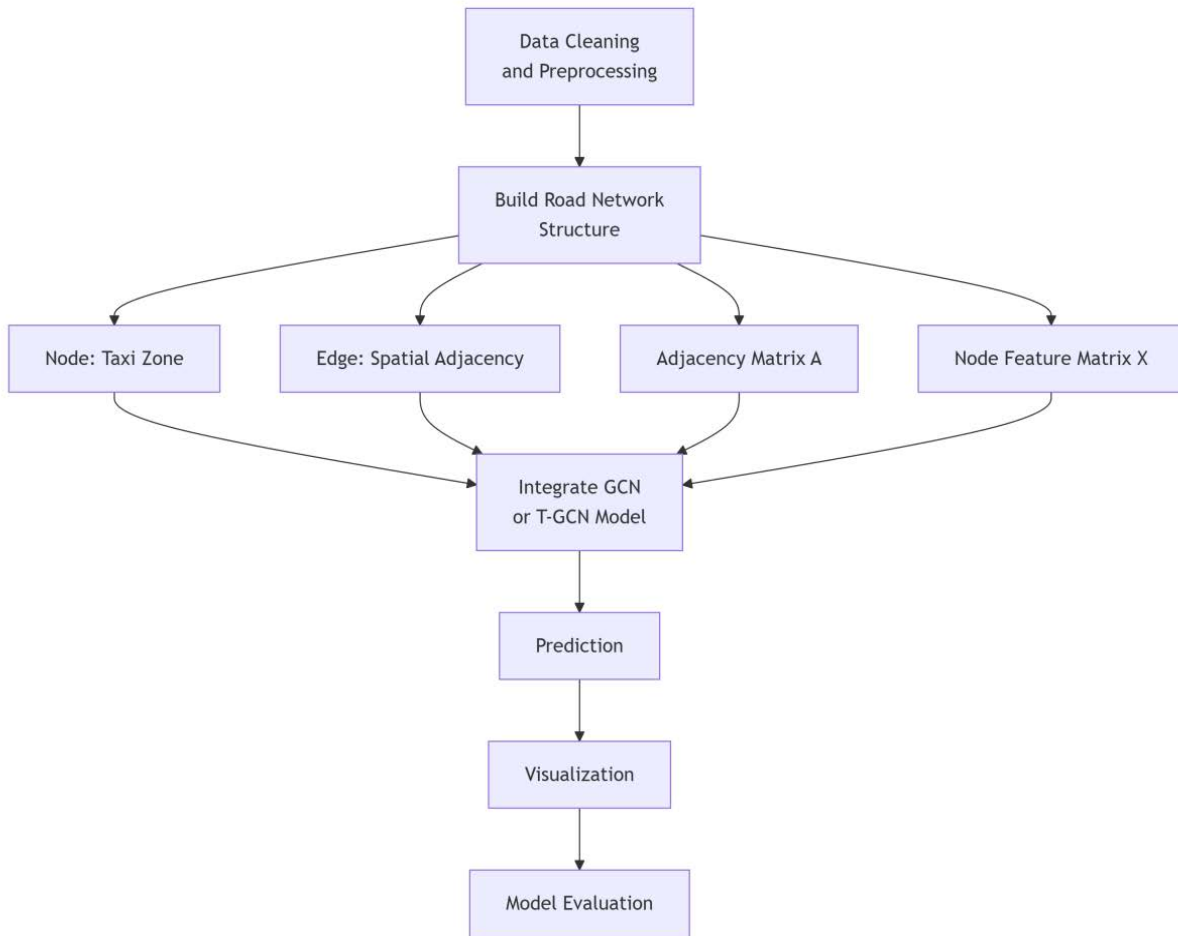 Data Cleaning
and Preprocessing
Build Road Network
Structure
Node: Taxi Zone
Edge: Spatial Adjacency
Adjacency Matrix A
Node Feature Matrix X
Integrate GCN
or T-GCN Model
Prediction
Visualization
Model Evaluation